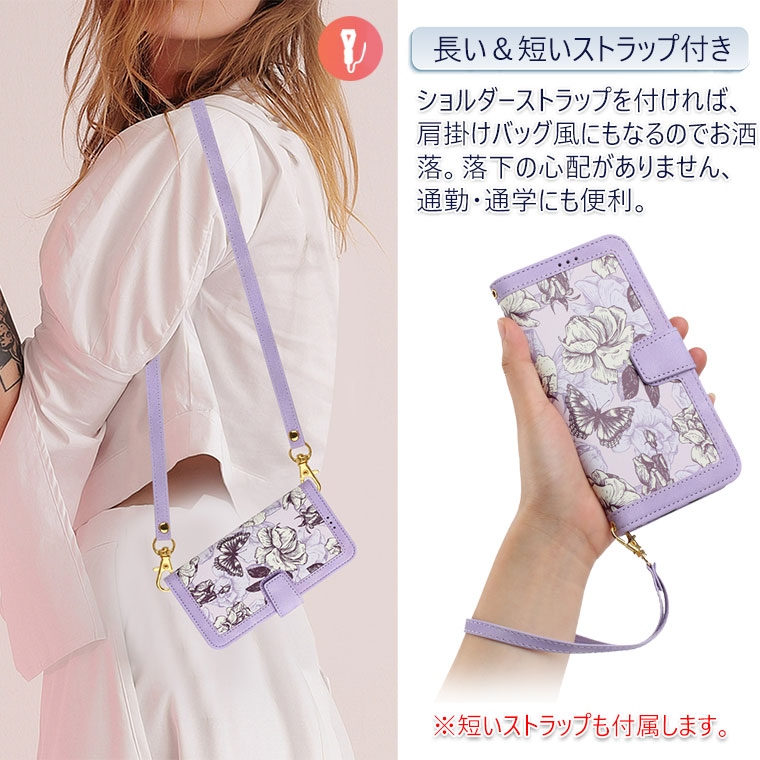 長い＆短いストラップ付き
ショルダーストラップを付ければ、
肩掛けバッグ風にもなるのでお洒
落。落下の心配がありません、
通勤・通学にも便利。
※短いストラップも付属します。